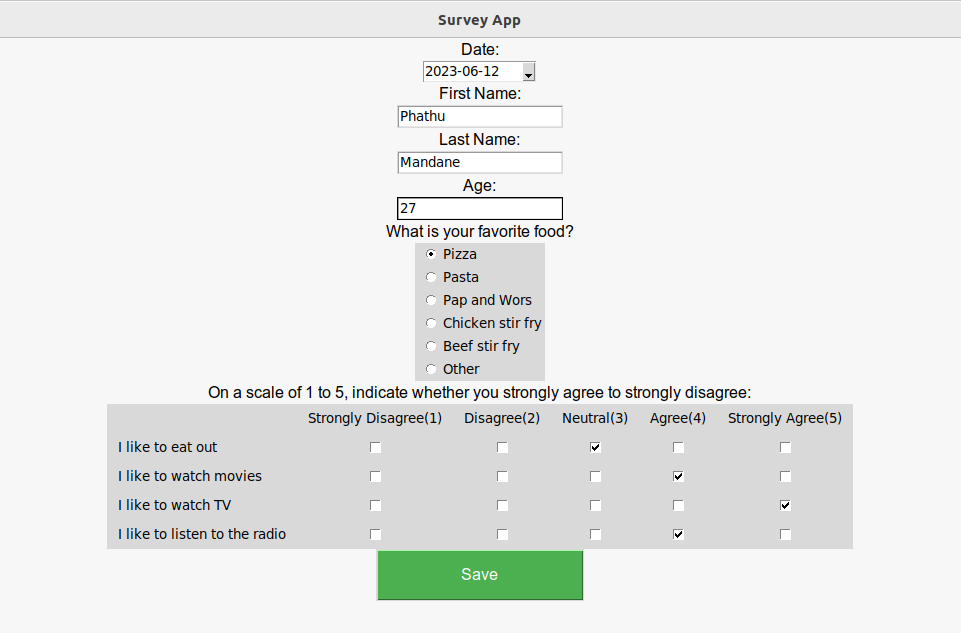 Survey App
Date:
2023-06-12
First Name:
Phathu
Last Name:
Mandane
Age:
27
What is your favorite food?
Pizza
Pasta
Pap and Wors
Chicken stir fry
Beef stir fry
Other
On a scale of 1 to 5, indicate whether you strongly agree to strongly disagree:
Strongly Disagree(1) Disagree(2) Neutral(3) Agree(4) Strongly Agree(5)
I like to eat out
I like to watch movies
I like to watch TV
I like to listen to the radio
Save